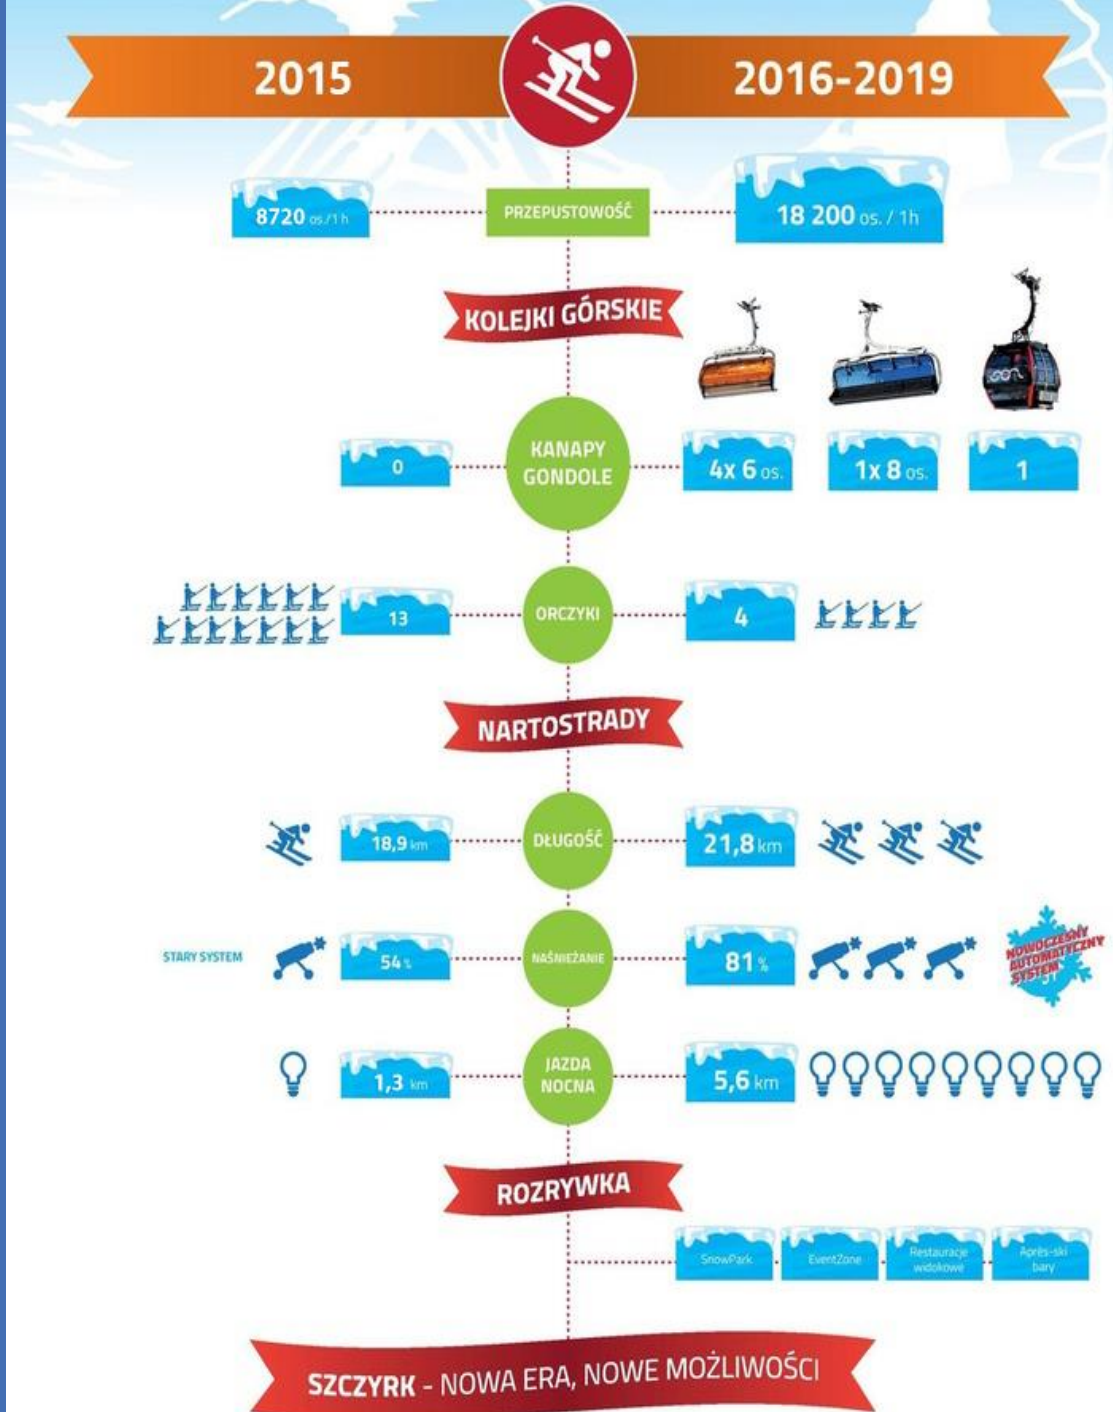 2015
2016-2019
8720 os./1 h
PRZEPUSTOWOŚĆ
18 200 os. / 1h
KOLEJKI GÓRSKIE
0
KANAPY
GONDOLE
4x 6 os.
1x 8 os.
1
13
ORCZYKI
4
NARTOSTRADY
18,9 km
DŁUGOŚĆ
21,8 km
STARY SYSTEM
54 %
NAŚNIEŻANIE
81 %
NOWOCZESNY
AUTOMATYCZNY
SYSTEM
1,3 km
JAZDA
NOCNA
5,6 km
ROZRYWKA
SnowPark
EventZone
Restauracje
widokowe
Après-ski
bary
SZCZYRK - NOWA ERA, NOWE MOŻLIWOŚCI